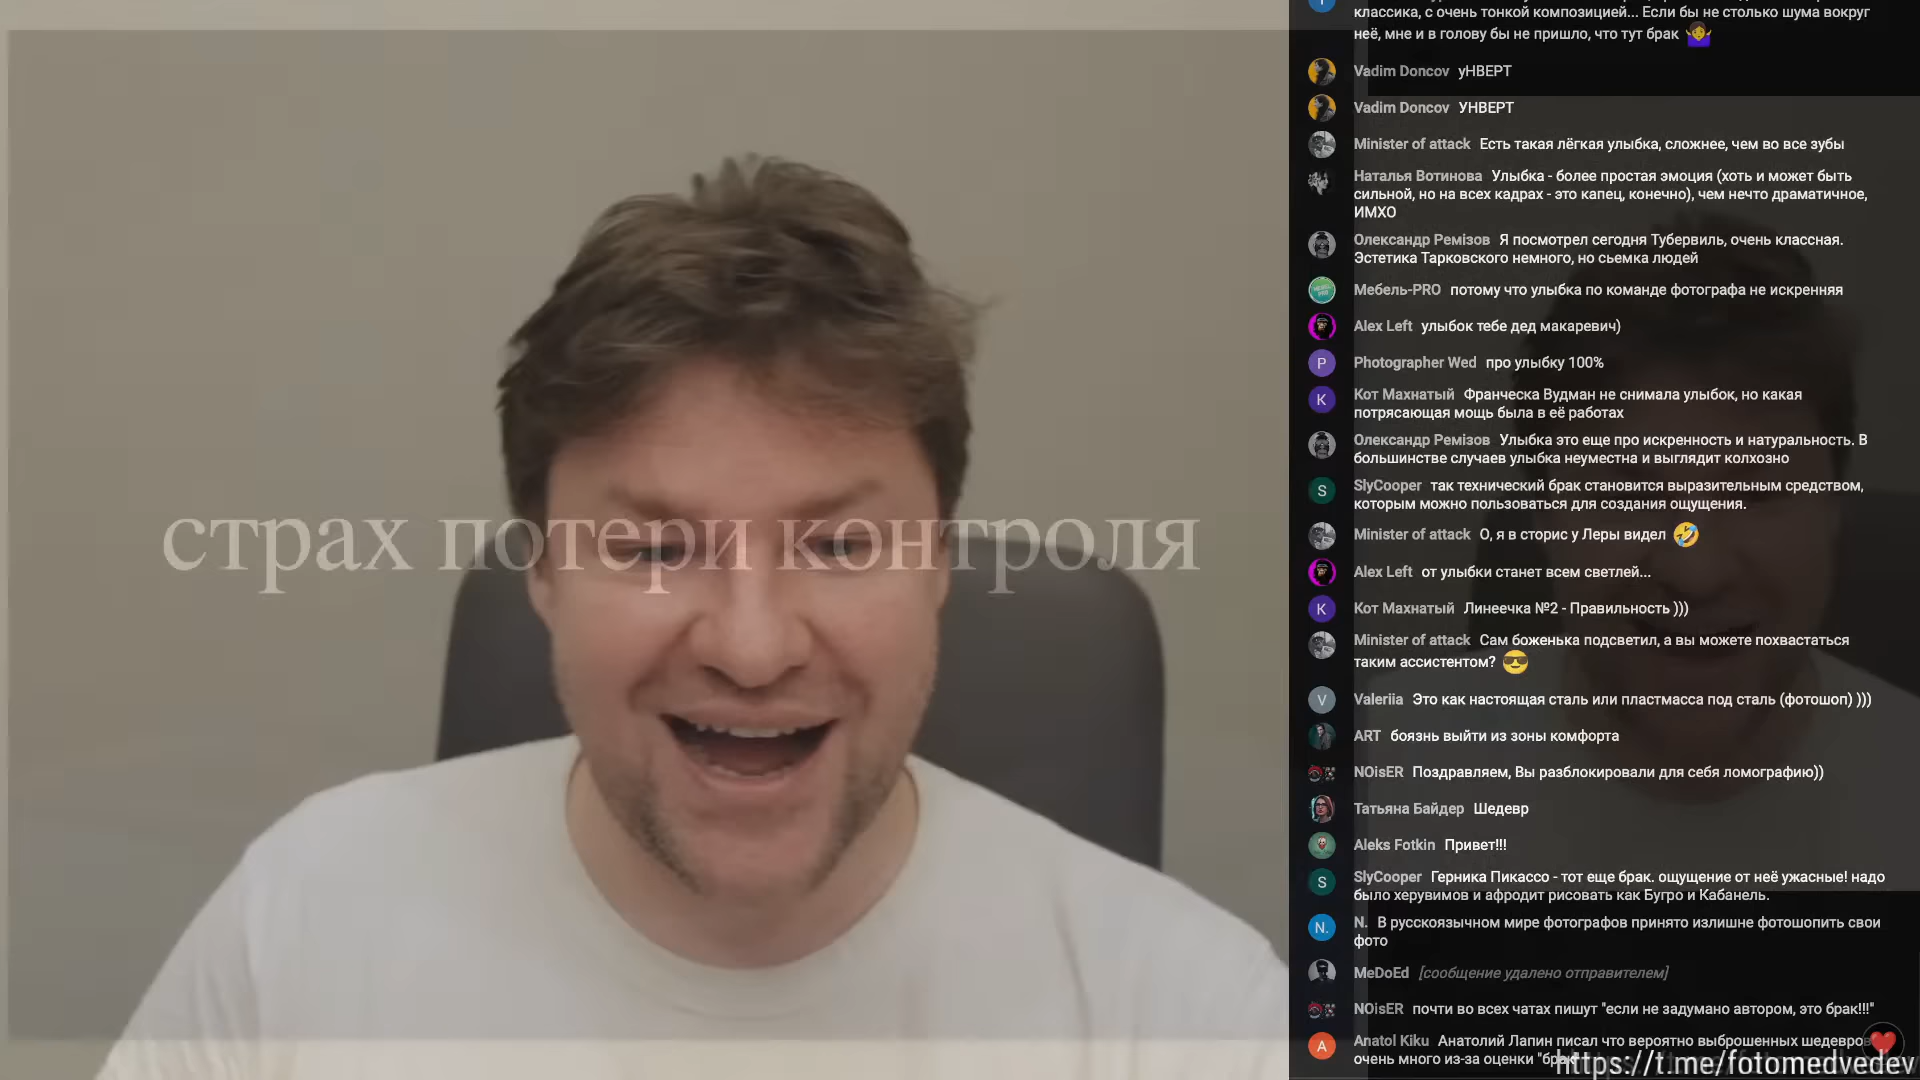 классика, с очень тонкой композицией... Если бы не столько шума вокруг
неё, мне и в голову бы не пришло, что тут брак
Vadim Doncov уНВЕРТ
Vadim Doncov УНВЕРТ
Minister of attack Есть такая лёгкая улыбка, сложнее, чем во все зубы
Наталья Вотинова Улыбка - более простая эмоция (хоть и может быть
сильной, но на всех кадрах - это капец, конечно), чем нечто драматичное,
ИМХО
Олександр Ремізов Я посмотрел сегодня Тубервиль, очень классная.
Эстетика Тарковского немного, но сьемка людей
Мебель-PRO потому что улыбка по команде фотографа не искренняя
Alex Left улыбок тебе дед макаревич)
P
Photographer Wed про улыбку 100%
К
Кот Махнатый Франческа Вудман не снимала улыбок, но какая
потрясающая мощь была в её работах
Олександр Ремізов Улыбка это еще про искренность и натуральность. В
большинстве случаев улыбка неуместна и выглядит колхозно
S
SlyCooper так технический брак становится выразительным средством,
которым можно пользоваться для создания ощущения.
Minister of attack О, я в сторис у Леры видел
страх потери контроля
Alex Left от улыбки станет всем светлей...
К
Кот Махнатый Линеечка №2 - Правильность )))
Minister of attack Сам боженька подсветил, а вы можете похвастаться
таким ассистентом?
V
Valeriia Это как настоящая сталь или пластмасса под сталь (фотошоп) )))
ART боязнь выйти из зоны комфорта
NOisER Поздравляем, Вы разблокировали для себя ломографию))
Татьяна Байдер Шедевр
Aleks Fotkin Привет!!!
S
SlyCooper Герника Пикассо - тот еще брак. ощущение от неё ужасные! надо
было херувимов и афродит рисовать как Бугро и Кабанель.
N.
N. В русскоязычном мире фотографов принято излишне фотошопить свои
фото
MeDoEd [сообщение удалено отправителем]
NOisER почти во всех чатах пишут "если не задумано автором, это брак!!!"
A
Anatol Kiku Анатолий Лапин писал что вероятно выброшенных шедевров
очень много из-за оценки "брак
https://t.me/fotomedvedev